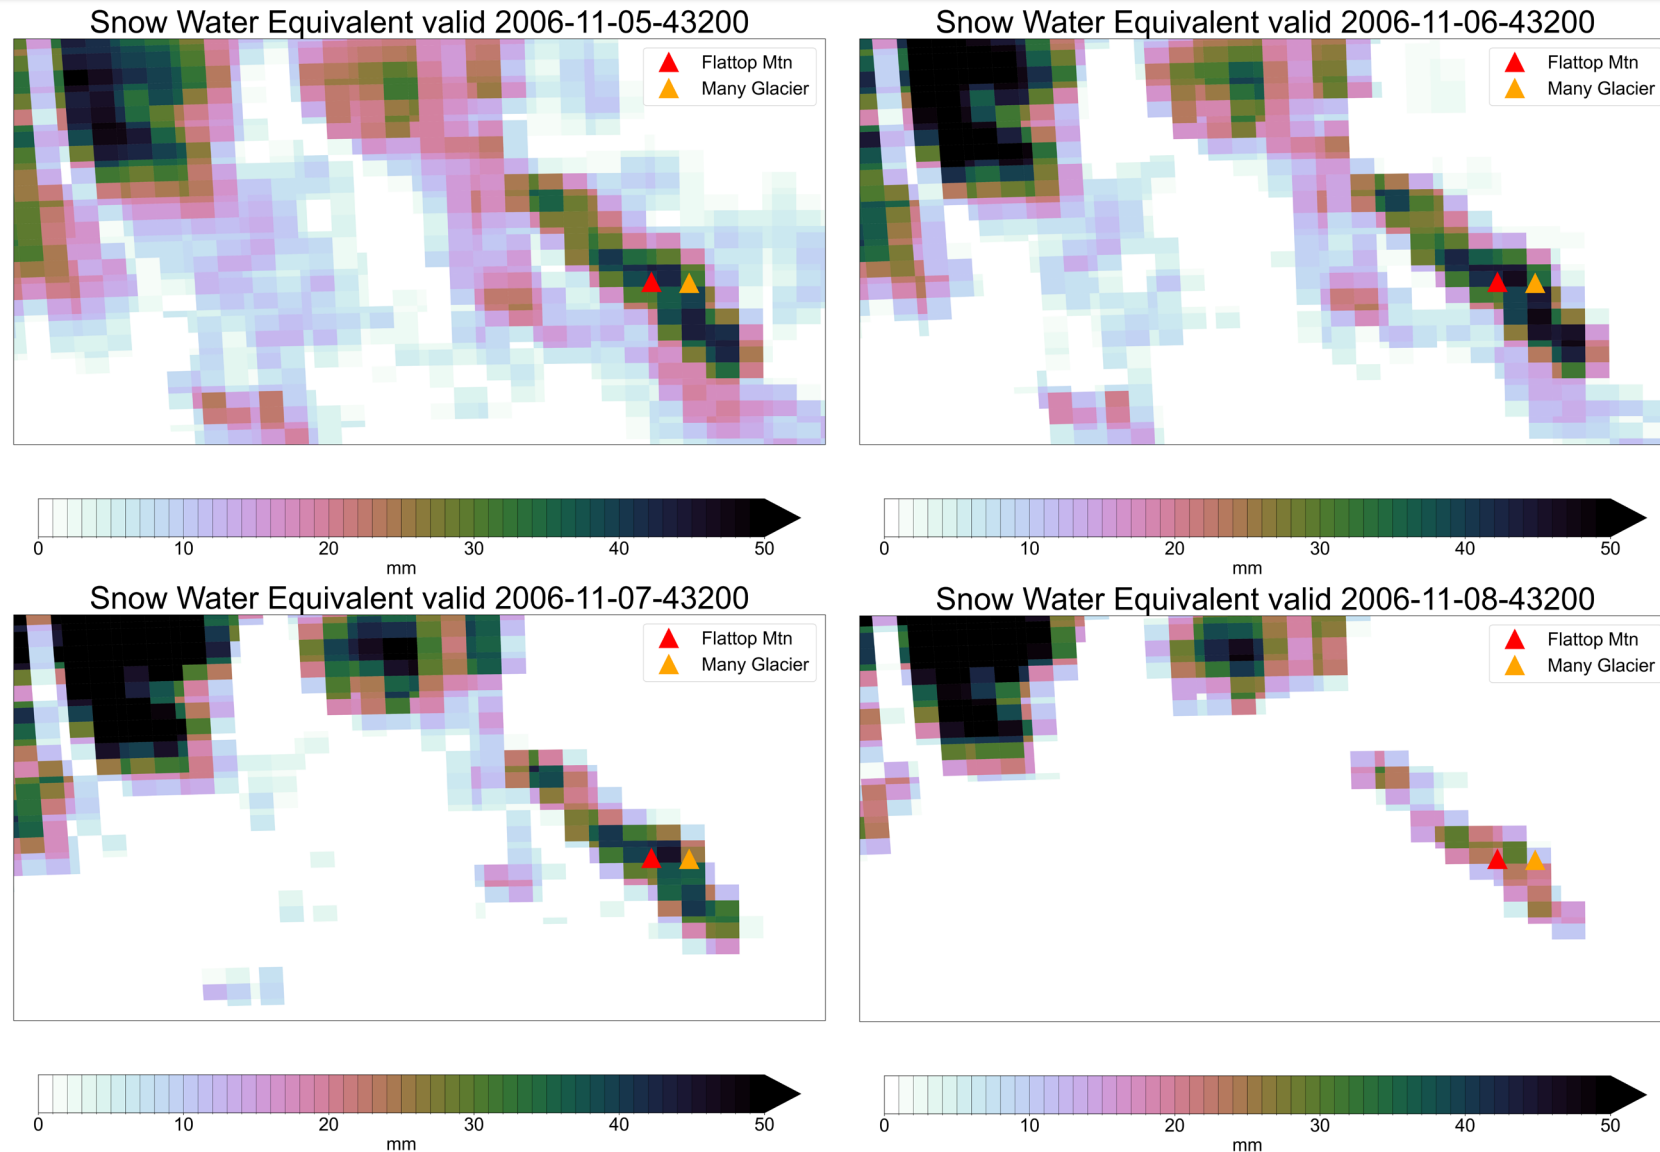 Snow Water Equivalent valid 2006-11-05-43200
Flattop Mtn
Many Glacier
0 10 20 30 40 50
mm
Snow Water Equivalent valid 2006-11-06-43200
Flattop Mtn
Many Glacier
0 10 20 30 40 50
mm
Snow Water Equivalent valid 2006-11-07-43200
Flattop Mtn
Many Glacier
0 10 20 30 40 50
mm
Snow Water Equivalent valid 2006-11-08-43200
Flattop Mtn
Many Glacier
0 10 20 30 40 50
mm